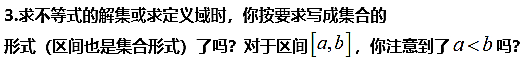 3.求不等式的解集或求定义域时，你按要求写成集合的
形式（区间也是集合形式）了吗？对于区间[a,b]，你注意到了a<b吗？